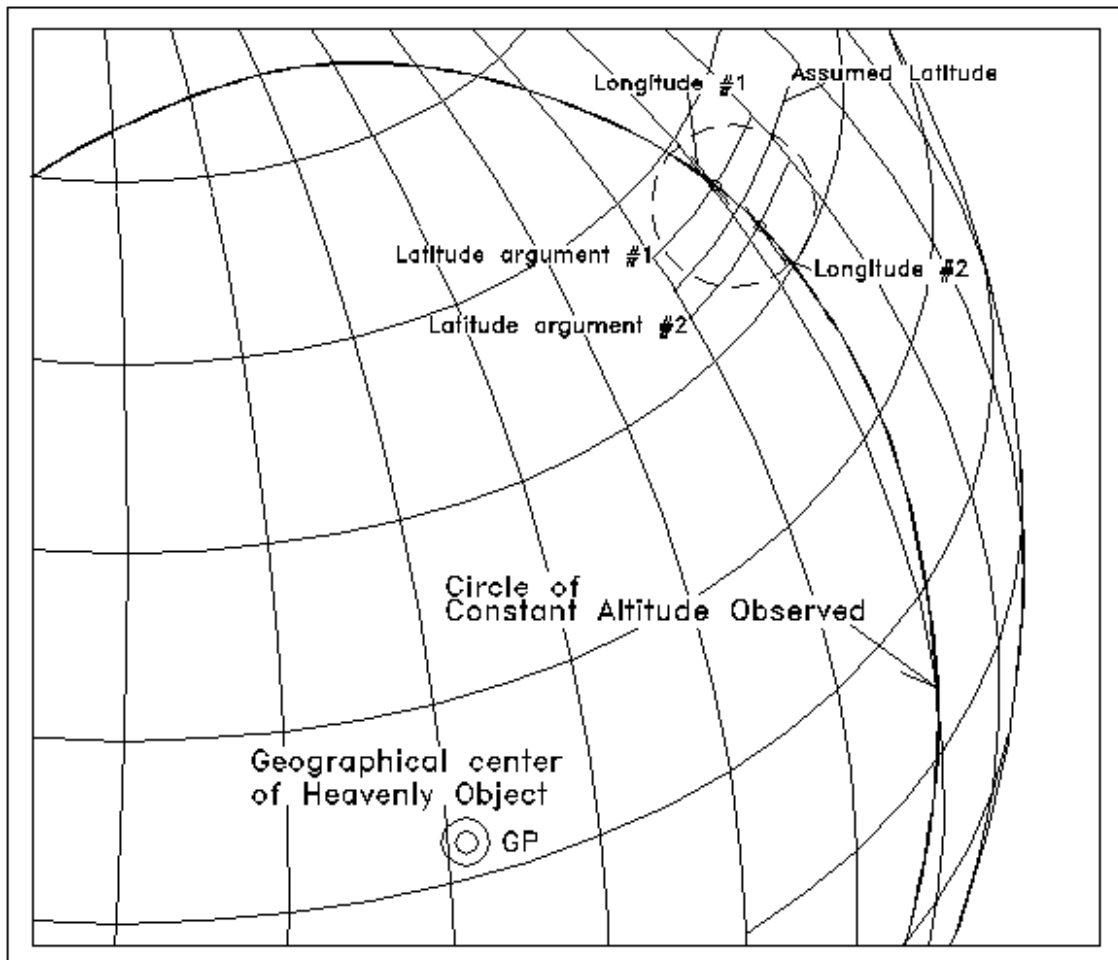 Longitude #1
Assumed Latitude
Latitude argument #1
Longitude #2
Latitude argument #2
Circle of
Constant Altitude Observed
Geographical center
of Heavenly Object
GP